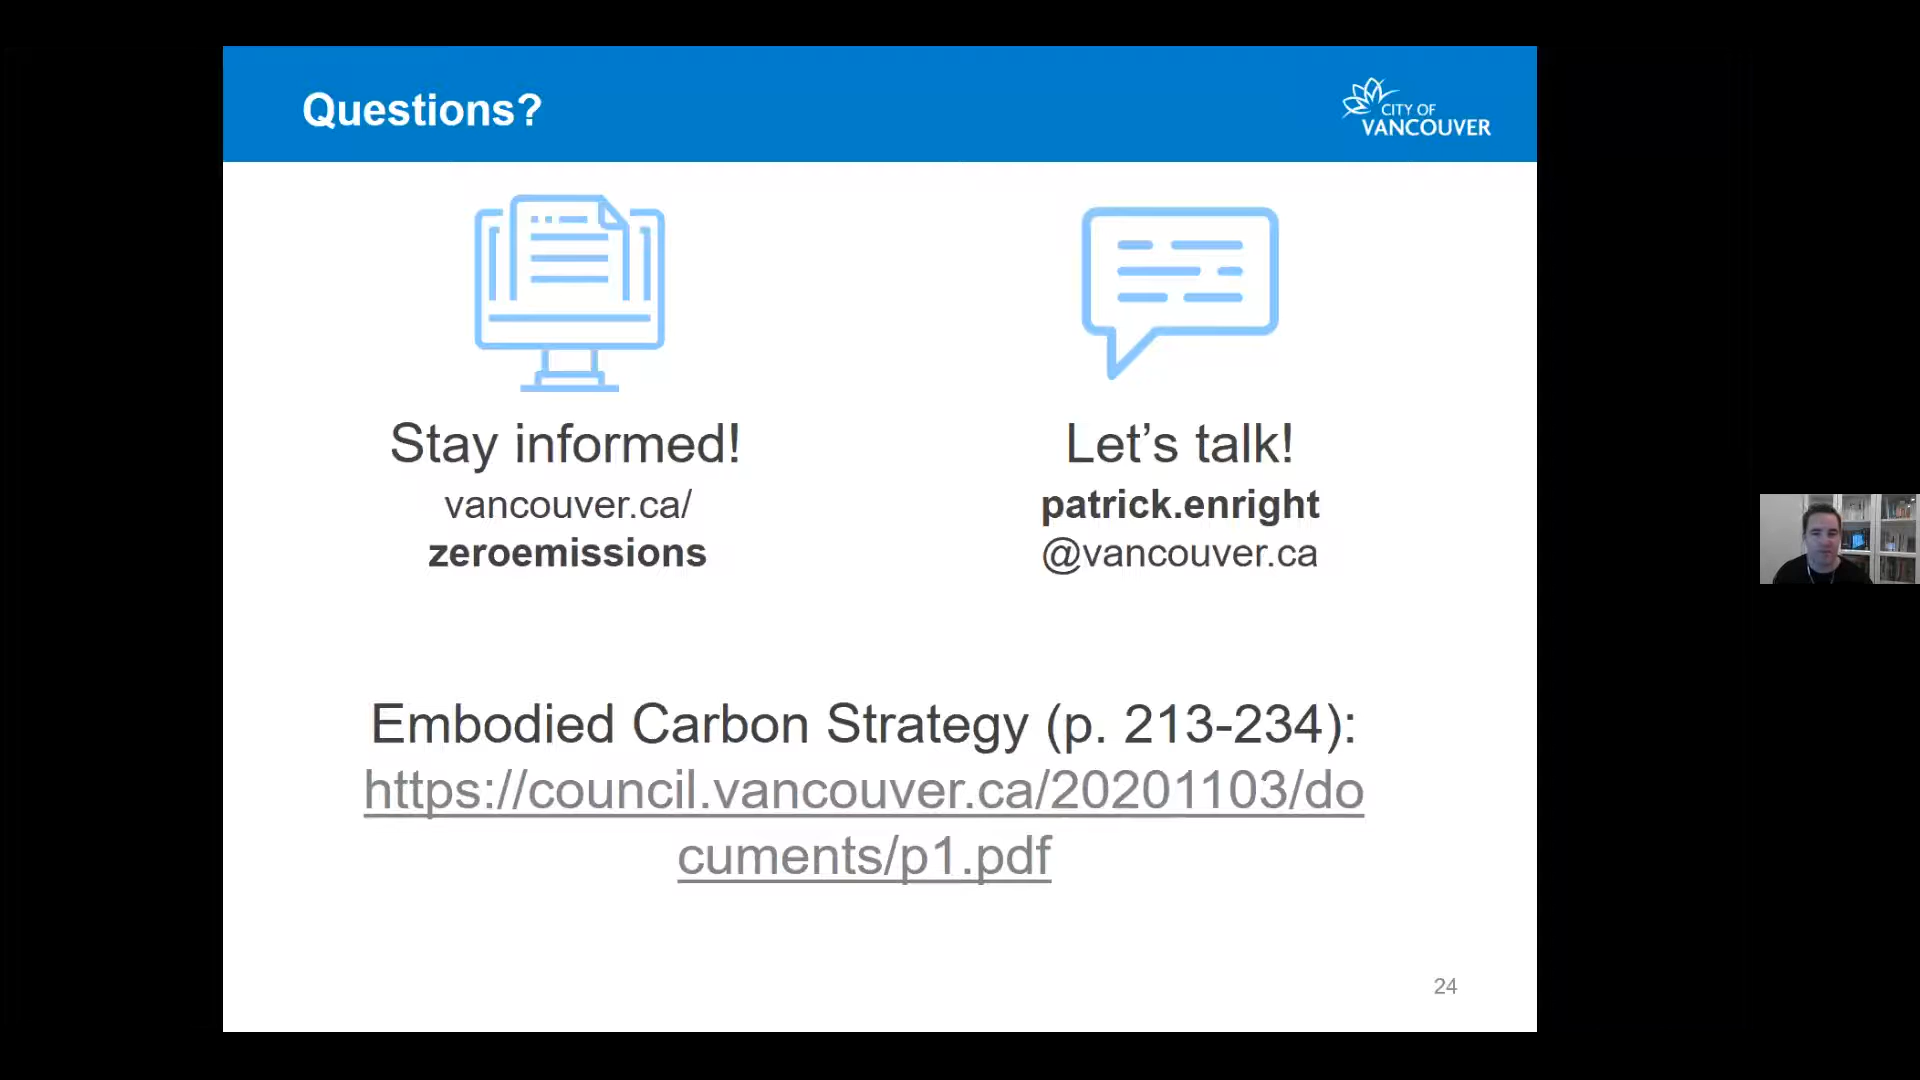 Questions?
CITY OF
VANCOUVER
Stay informed!
vancouver.ca/
zeroemissions
Let’s talk!
patrick.enright
@vancouver.ca
Embodied Carbon Strategy (p. 213-234):
https://council.vancouver.ca/20201103/do
cuments/p1.pdf
24